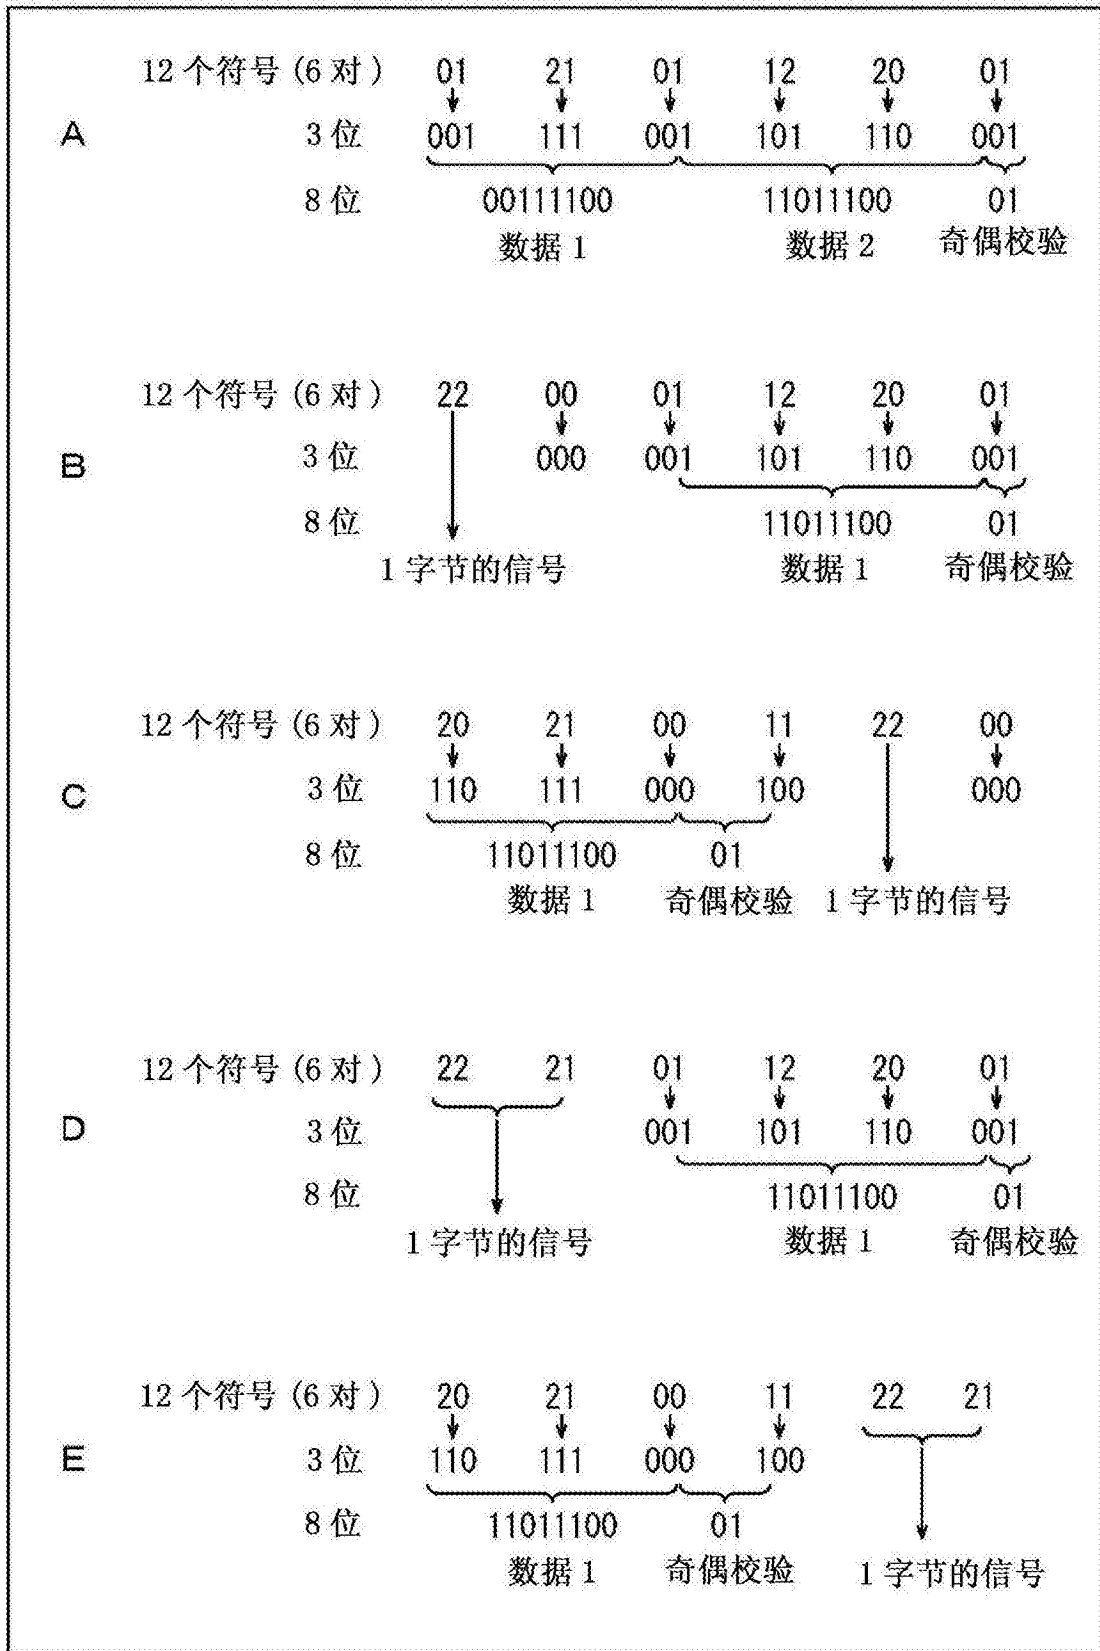 12 个符号 (6 对) 01 21 01 12 20 01
A 3 位 001 111 001 101 110 001
8 位 00111100 11011100 01
数据 1 数据 2 奇偶校验
12 个符号 (6 对) 22 00 01 12 20 01
B 3 位 000 001 101 110 001
8 位 11011100 01
1 字节的信号 数据 1 奇偶校验
12 个符号 (6 对) 20 21 00 11 22 00
C 3 位 110 111 000 100 000
8 位 11011100 01
数据 1 奇偶校验 1 字节的信号
12 个符号 (6 对) 22 21 01 12 20 01
D 3 位 001 101 110 001
8 位 11011100 01
1 字节的信号 数据 1 奇偶校验
12 个符号 (6 对) 20 21 00 11 22 21
E 3 位 110 111 000 100
8 位 11011100 01
数据 1 奇偶校验 1 字节的信号